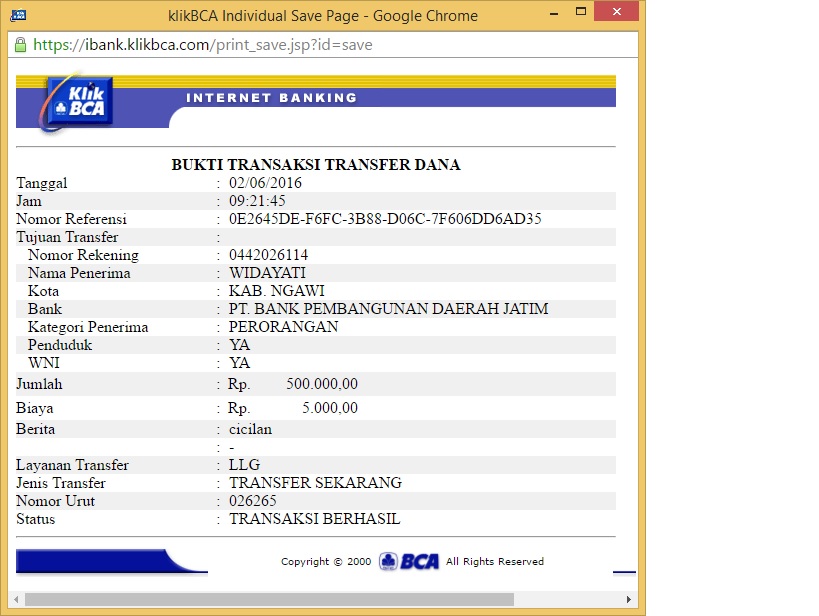 klikBCA Individual Save Page - Google Chrome
https://ibank.klikbca.com/print_save.jsp?id=save
Klik BCA
INTERNET BANKING
BUKTI TRANSAKSI TRANSFER DANA
Tanggal : 02/06/2016
Jam : 09:21:45
Nomor Referensi : 0E2645DE-F6FC-3B88-D06C-7F606DD6AD35
Tujuan Transfer :
Nomor Rekening : 0442026114
Nama Penerima : WIDAYATI
Kota : KAB. NGAWI
Bank : PT. BANK PEMBANGUNAN DAERAH JATIM
Kategori Penerima : PERORANGAN
Penduduk : YA
WNI : YA
Jumlah : Rp. 500.000,00
Biaya : Rp. 5.000,00
Berita : cicilan
: -
Layanan Transfer : LLG
Jenis Transfer : TRANSFER SEKARANG
Nomor Urut : 026265
Status : TRANSAKSI BERHASIL
Copyright © 2000 BCA All Rights Reserved